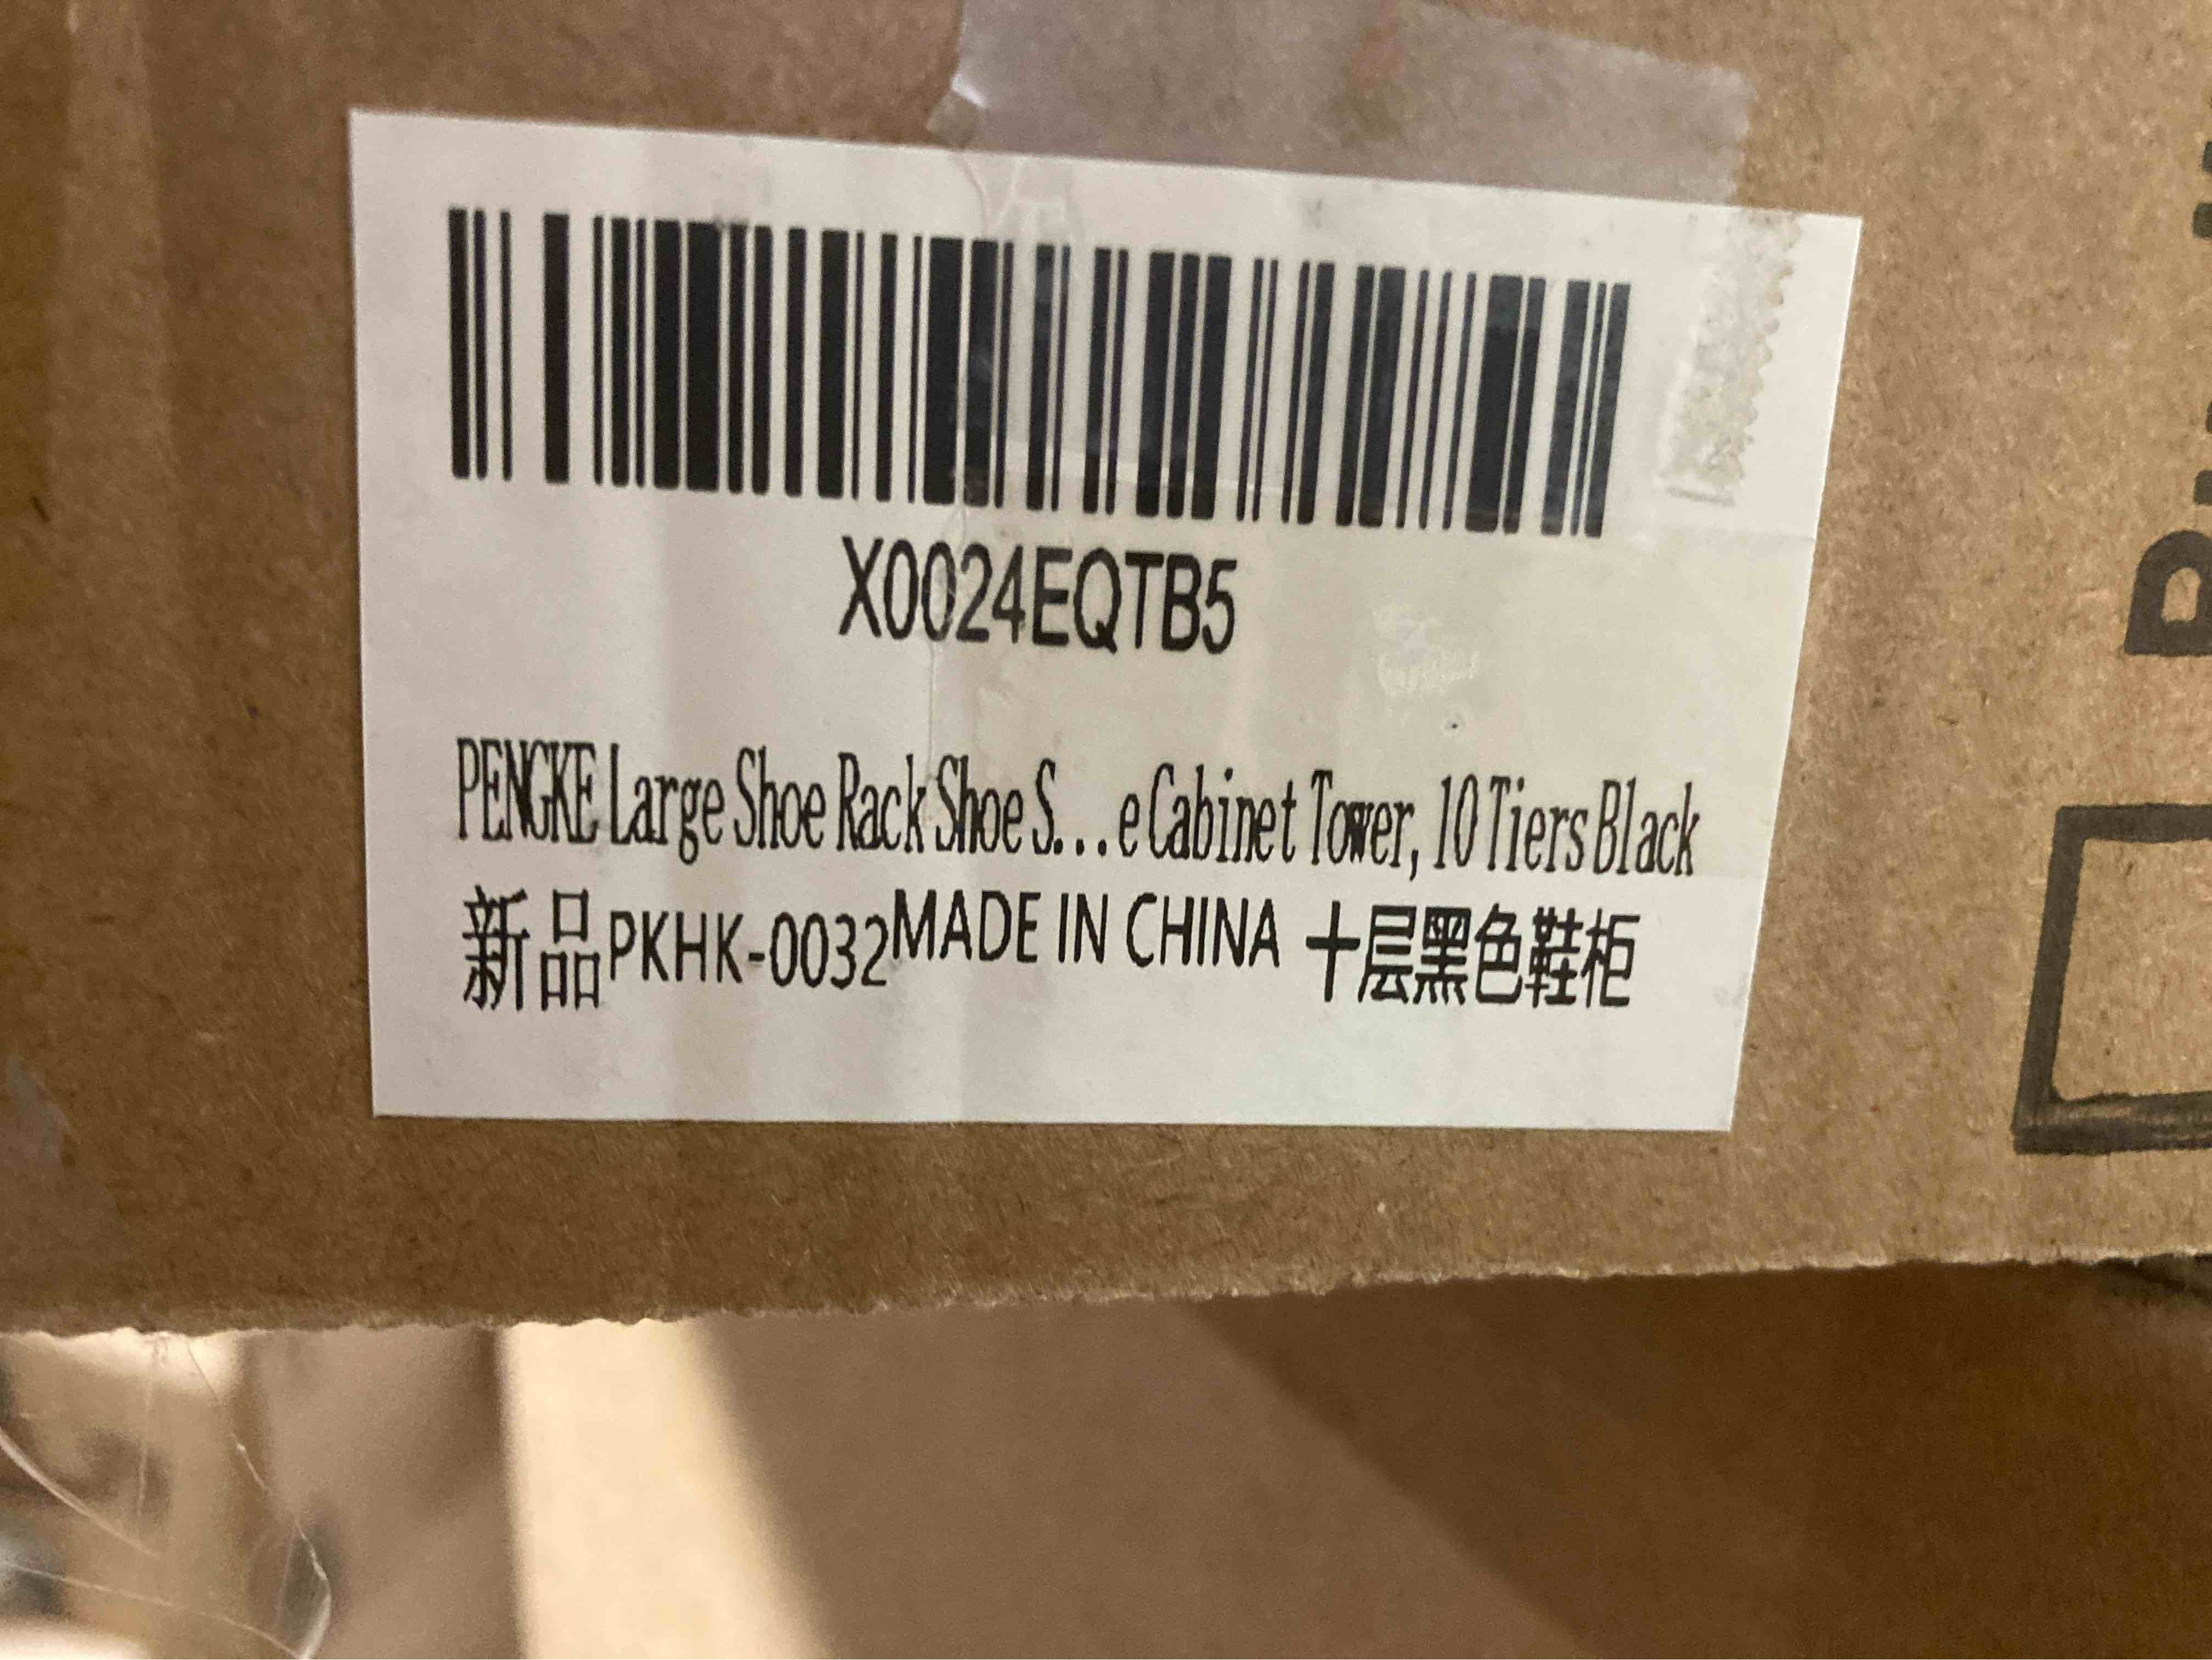 X0024EQTB5
PENGKE Large Shoe Rack Shoe S...e Cabinet Tower, 10 Tiers Black
新品PKHK-0032MADE IN CHINA 十层黑色鞋柜